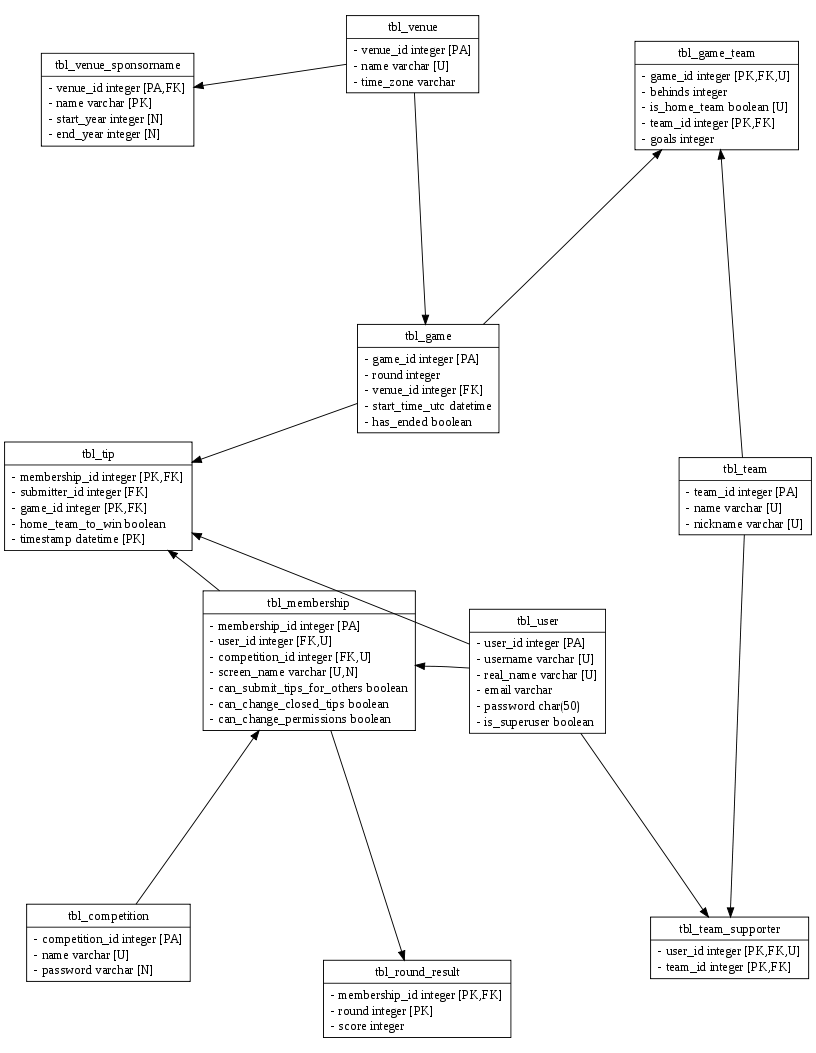 tbl_venue
- venue_id integer [PA]
- name varchar [U]
- time_zone varchar
tbl_venue_sponsorname
- venue_id integer [PA,FK]
- name varchar [PK]
- start_year integer [N]
- end_year integer [N]
tbl_game_team
- game_id integer [PK,FK,U]
- behinds integer
- is_home_team boolean [U]
- team_id integer [PK,FK]
- goals integer
tbl_game
- game_id integer [PA]
- round integer
- venue_id integer [FK]
- start_time_utc datetime
- has_ended boolean
tbl_tip
- membership_id integer [PK,FK]
- submitter_id integer [FK]
- game_id integer [PK,FK]
- home_team_to_win boolean
- timestamp datetime [PK]
tbl_team
- team_id integer [PA]
- name varchar [U]
- nickname varchar [U]
tbl_membership
- membership_id integer [PA]
- user_id integer [FK,U]
- competition_id integer [FK,U]
- screen_name varchar [U,N]
- can_submit_tips_for_others boolean
- can_change_closed_tips boolean
- can_change_permissions boolean
tbl_user
- user_id integer [PA]
- username varchar [U]
- real_name varchar [U]
- email varchar
- password char(50)
- is_superuser boolean
tbl_competition
- competition_id integer [PA]
- name varchar [U]
- password varchar [N]
tbl_team_supporter
- user_id integer [PK,FK,U]
- team_id integer [PK,FK]
tbl_round_result
- membership_id integer [PK,FK]
- round integer [PK]
- score integer